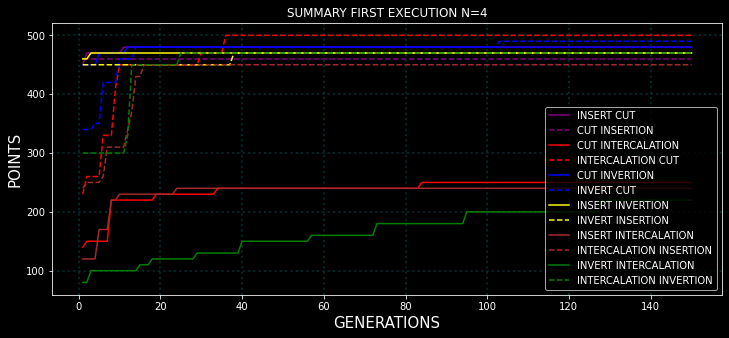 SUMMARY FIRST EXECUTION N=4
POINTS
500
400
300
200
100
INSERT CUT
CUT INSERTION
CUT INTERCALATION
INTERCALATION CUT
CUT INVERTION
INVERT CUT
INSERT INVERTION
INVERT INSERTION
INSERT INTERCALATION
INTERCALATION INSERTION
INVERT INTERCALATION
INTERCALATION INVERTION
0 20 40 60 80 100 120 140
GENERATIONS